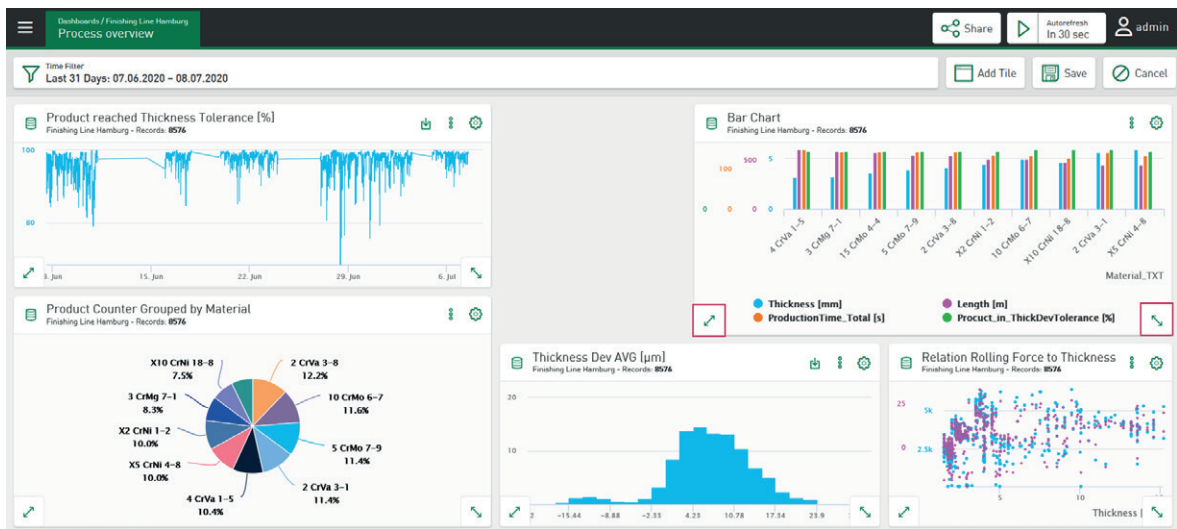 Dashboards / Finishing Line Hamburg
Process overview
Share
Autorefresh
In 30 sec
admin
Time Filter
Last 31 Days: 07.06.2020 – 08.07.2020
Add Tile
Save
Cancel
Product reached Thickness Tolerance [%]
Finishing Line Hamburg - Records: 8576
100
80
8. Jun
15. Jun
22. Jun
29. Jun
6. Jul
Bar Chart
Finishing Line Hamburg - Records: 8576
100
500
5
0
0
0
0
4 CrVa 1-5
3 CrMg 7-1
15 CrMo 4-4
5 CrMo 7-9
2 CrVa 3-8
X2 CrNi 1-2
10 CrMo 6-7
X10 CrNi 18-8
2 CrVa 3-1
X5 CrNi 4-8
Material_TXT
Thickness [mm]
Length [m]
ProductionTime_Total [s]
Procuct_in_ThickDevTolerance [%]
Product Counter Grouped by Material
Finishing Line Hamburg - Records: 8576
X10 CrNi 18-8
7.5%
2 CrVa 3-8
12.2%
3 CrMg 7-1
8.3%
10 CrMo 6-7
11.6%
X2 CrNi 1-2
10.0%
5 CrMo 7-9
11.4%
X5 CrNi 4-8
10.0%
2 CrVa 3-1
11.4%
4 CrVa 1-5
10.4%
Thickness Dev AVG [µm]
Finishing Line Hamburg - Records: 8576
20
10
-15.44
-8.88
4.23
10.78
17.34
23.9
Relation Rolling Force to Thickness
Finishing Line Hamburg - Records: 8576
25
5k
0
2.5k
5
10
Thickness [